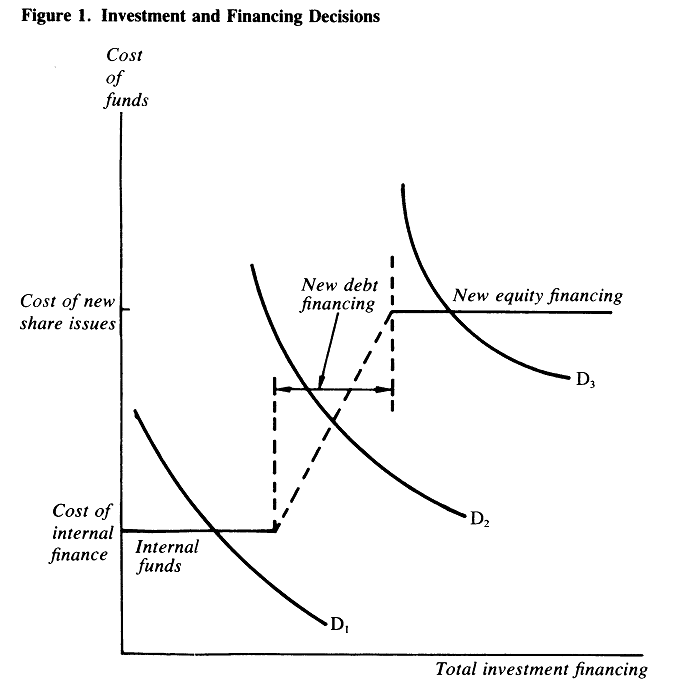 Figure 1. Investment and Financing Decisions
Cost
of
funds
New debt
financing
Cost of new
share issues
New equity financing
D₃
Cost of
internal
finance
Internal
funds
D₂
D₁
Total investment financing